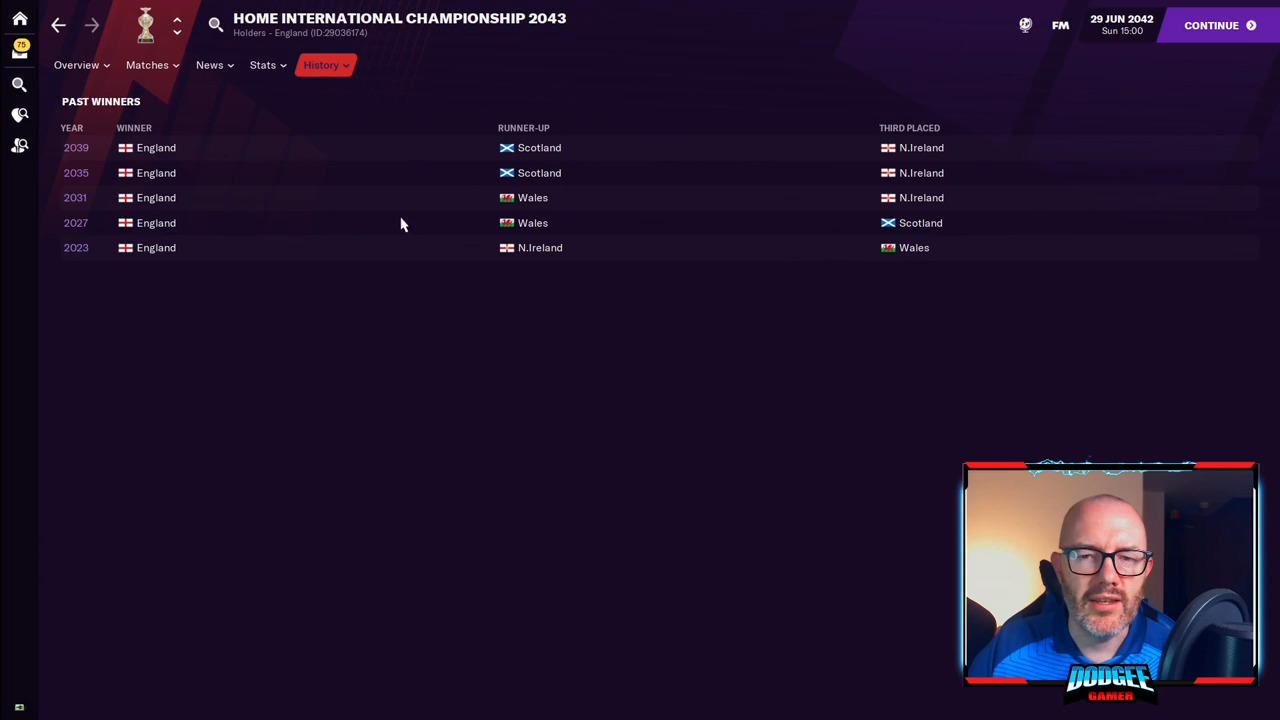 HOME INTERNATIONAL CHAMPIONSHIP 2043
Holders - England (ID:29036174)
FM
29 JUN 2042
Sun 15:00
CONTINUE
75
Overview
Matches
News
Stats
History
PAST WINNERS
YEAR WINNER RUNNER-UP THIRD PLACED
2039 England Scotland N.Ireland
2035 England Scotland N.Ireland
2031 England Wales N.Ireland
2027 England Wales Scotland
2023 England N.Ireland Wales
DODGEE
GAMER